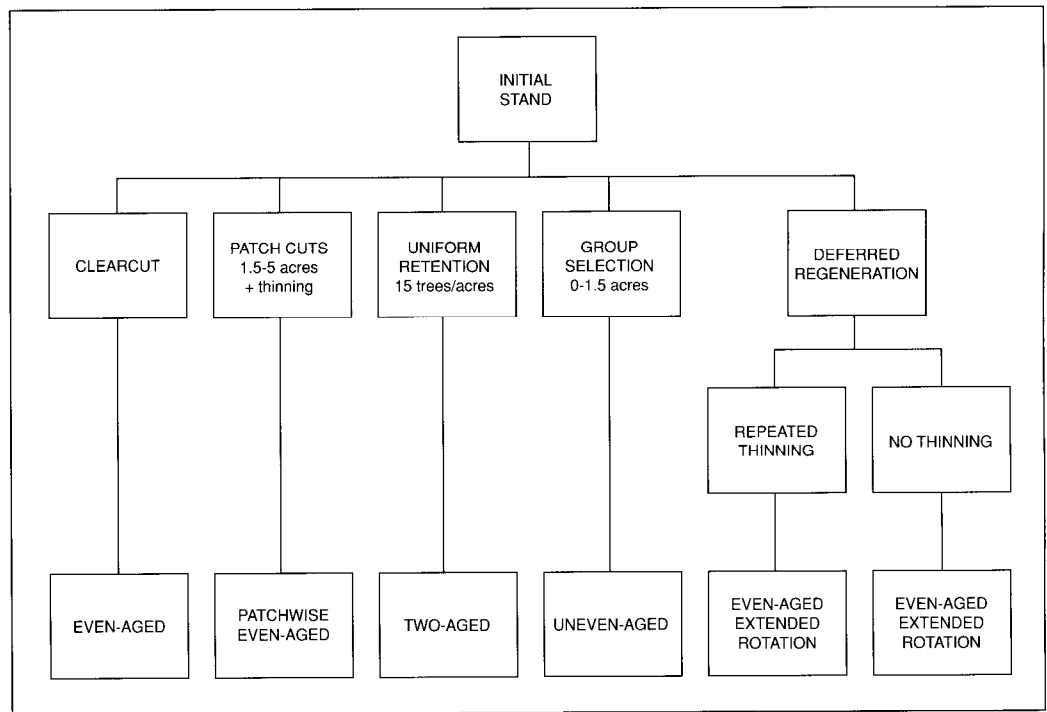 INITIAL
STAND
CLEARCUT
PATCH CUTS
1.5-5 acres
+ thinning
UNIFORM
RETENTION
15 trees/acres
GROUP
SELECTION
0-1.5 acres
DEFERRED
REGENERATION
REPEATED
THINNING
NO THINNING
EVEN-AGED
PATCHWISE
EVEN-AGED
TWO-AGED
UNEVEN-AGED
EVEN-AGED
EXTENDED
ROTATION
EVEN-AGED
EXTENDED
ROTATION